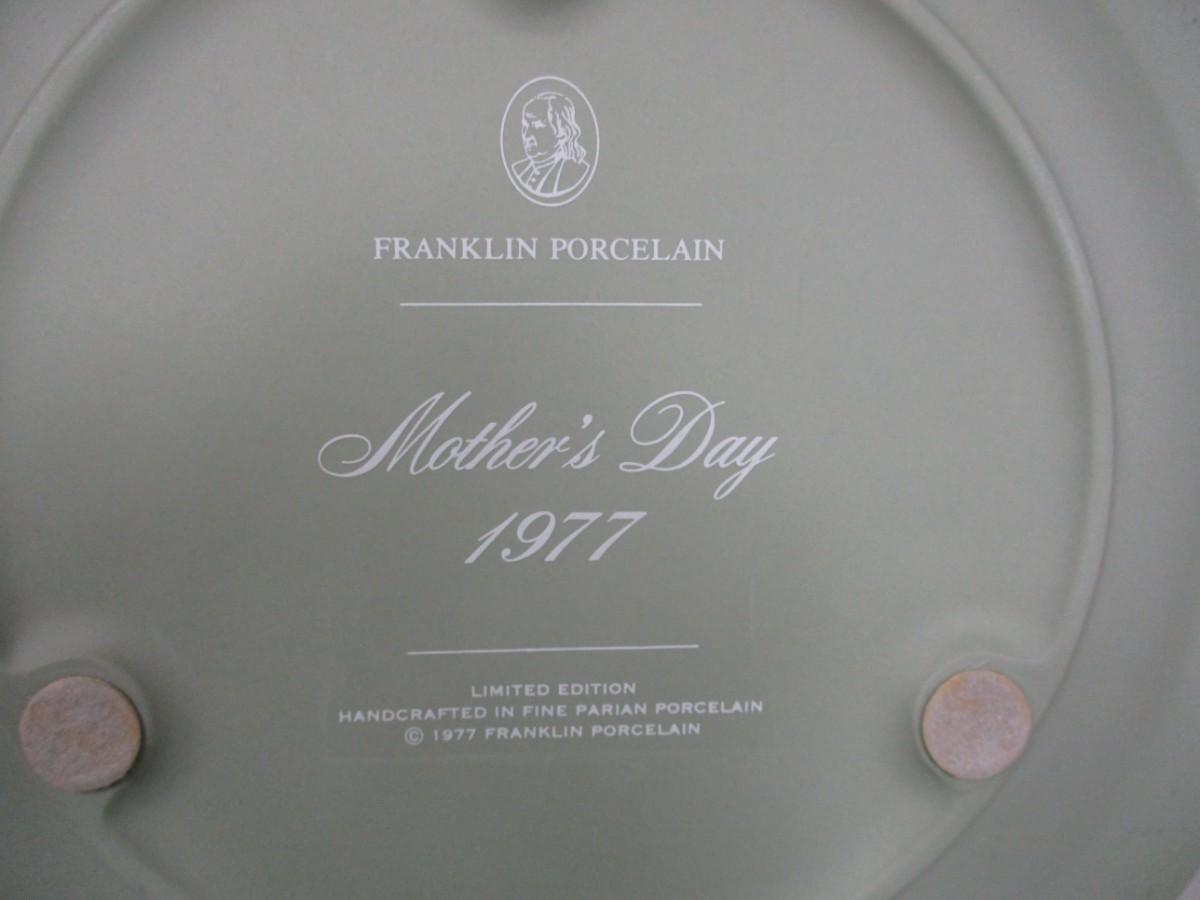 FRANKLIN PORCELAIN
Mother's Day
1977
LIMITED EDITION
HANDCRAFTED IN FINE PARIAN PORCELAIN
© 1977 FRANKLIN PORCELAIN